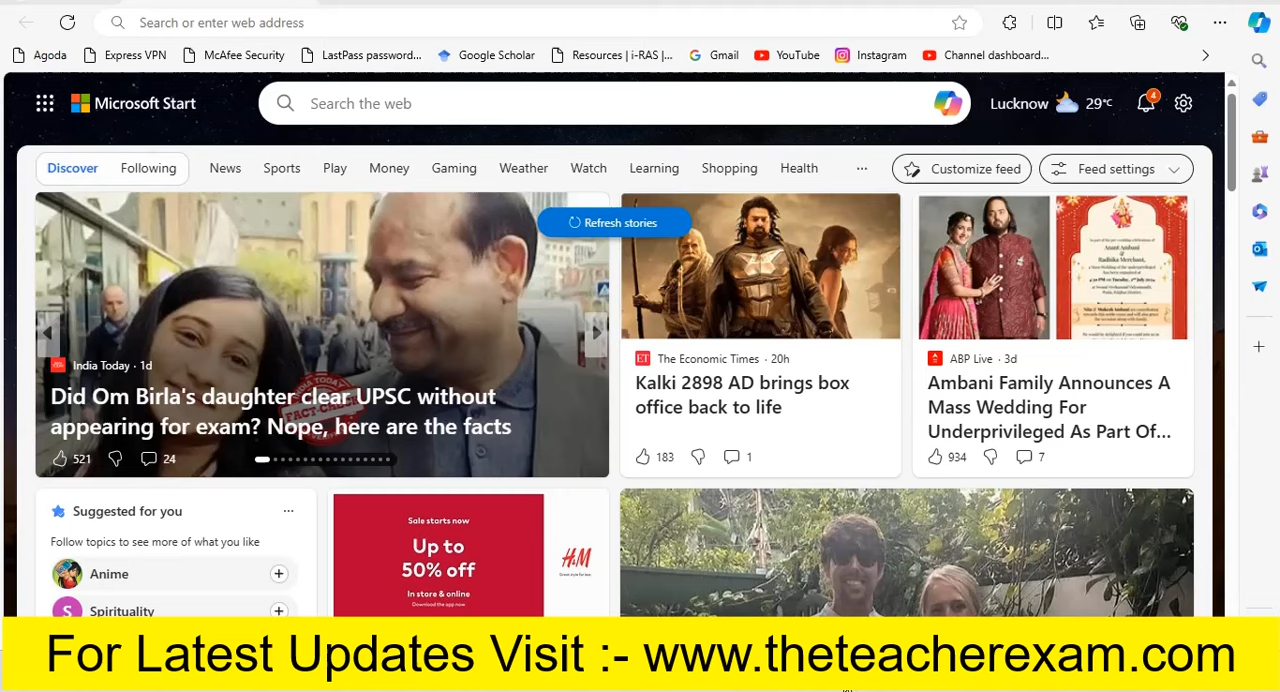 Search or enter web address
Agoda
Express VPN
McAfee Security
LastPass password...
Google Scholar
Resources | i-RAS |...
Gmail
YouTube
Instagram
Channel dashboard...
Microsoft Start
Search the web
Lucknow
29°C
4
Discover
Following
News
Sports
Play
Money
Gaming
Weather
Watch
Learning
Shopping
Health
...
Customize feed
Feed settings
Refresh stories
India Today · 1d
Did Om Birla's daughter clear UPSC without
appearing for exam? Nope, here are the facts
521
24
ET
The Economic Times · 20h
Kalki 2898 AD brings box
office back to life
183
1
ABP Live · 3d
Ambani Family Announces A
Mass Wedding For
Underprivileged As Part Of...
934
7
Suggested for you
...
Follow topics to see more of what you like
Anime
S
Spirituality
Sale starts now
Up to
50% off
In store & online
Download the app now
H&M
For Latest Updates Visit :- www.theteacherexam.com